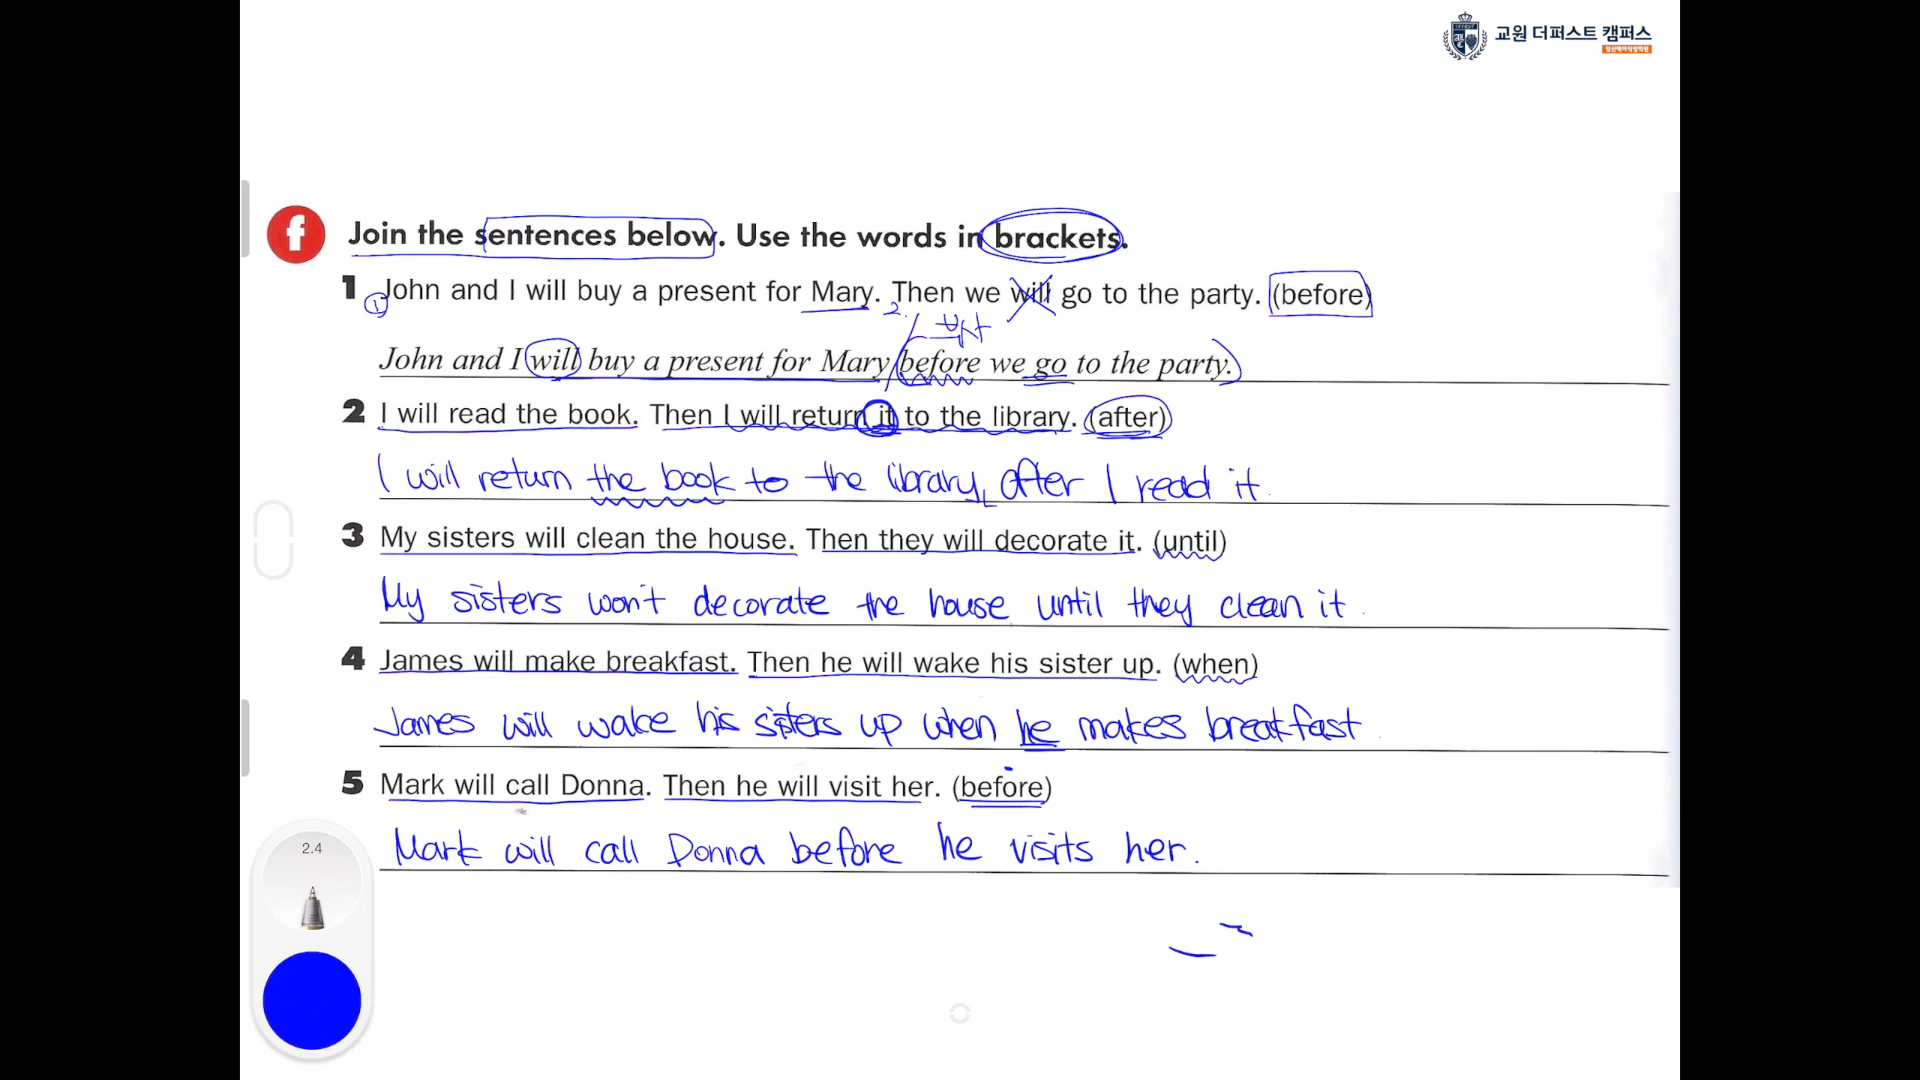 교원 더퍼스트 캠퍼스
f Join the sentences below. Use the words in brackets.
1 John and I will buy a present for Mary. Then we will go to the party. (before)
1 2.
John and I will buy a present for Mary before we go to the party.
2 I will read the book. Then I will return it to the library. (after)
I will return the book to the library after I read it.
3 My sisters will clean the house. Then they will decorate it. (until)
My sisters won't decorate the house until they clean it.
4 James will make breakfast. Then he will wake his sister up. (when)
James will wake his sisters up when he makes breakfast.
5 Mark will call Donna. Then he will visit her. (before)
Mark will call Donna before he visits her.
2.4